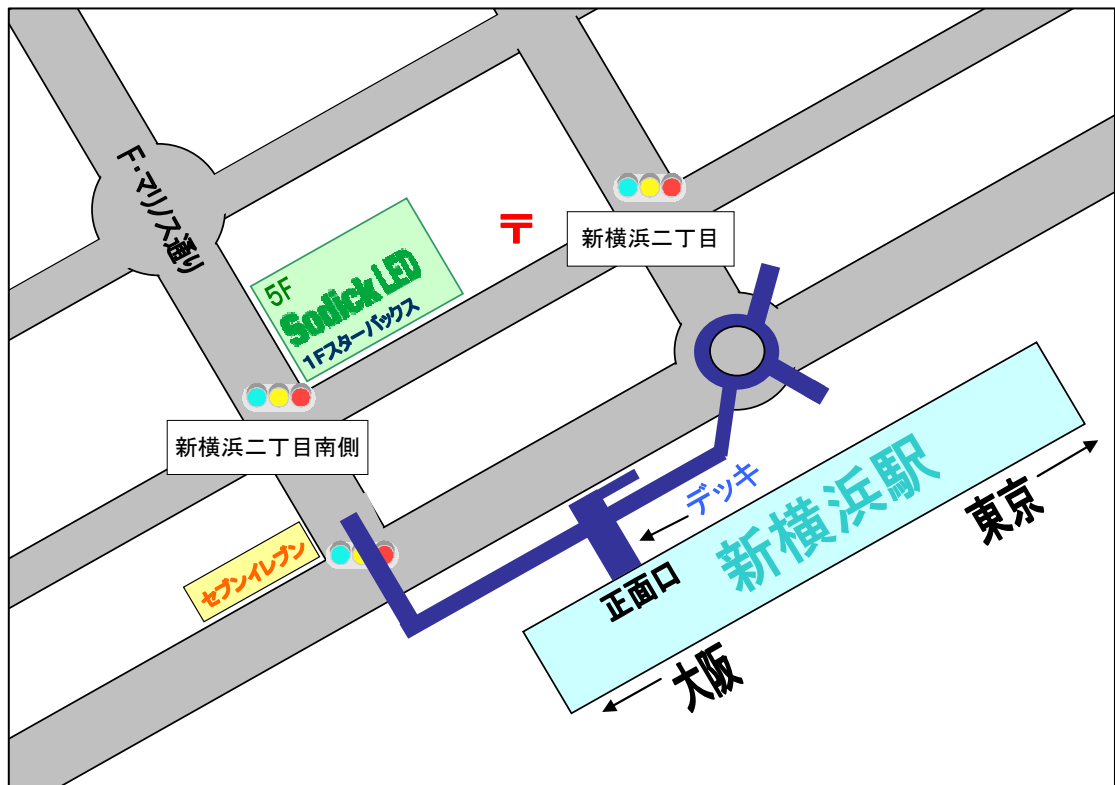 F・マリノス通り
〒
新横浜二丁目
5F
Sodick LED
1Fスターバックス
新横浜二丁目南側
デッキ
新横浜駅
東京
セブンイレブン
正面口
大阪